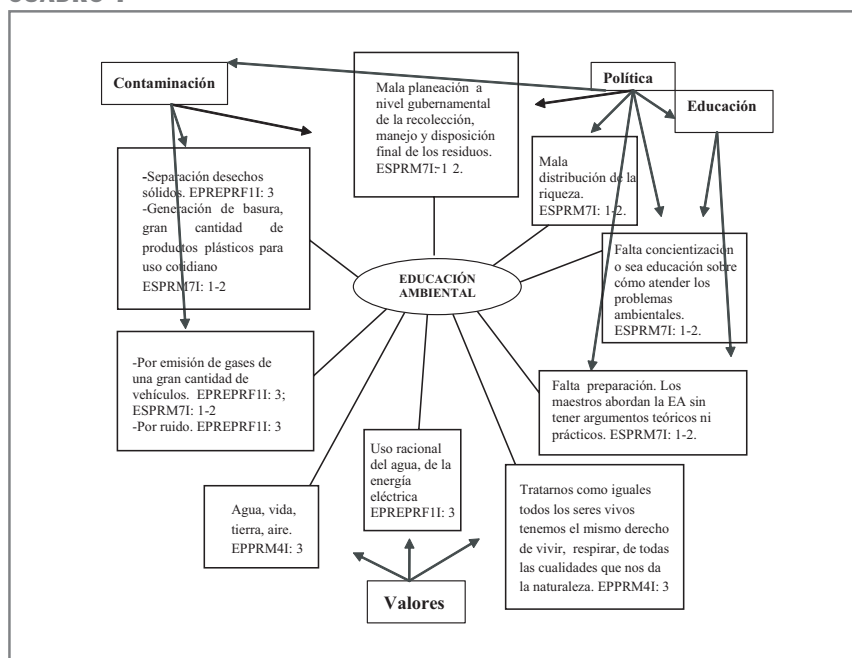 Contaminación
Mala planeación a
nivel gubernamental
de la recolección,
manejo y disposición
final de los residuos.
ESPRM7I-1 2.
Política
Educación
-Separación desechos
sólidos. EPREPRF1I: 3
-Generación de basura,
gran cantidad de
productos plásticos para
uso cotidiano
ESPRM7I: 1-2
Mala
distribución de la
riqueza.
ESPRM7I: 1-2.
EDUCACIÓN
AMBIENTAL
Falta concientización
o sea educación sobre
cómo atender los
problemas
ambientales.
ESPRM7I: 1-2.
-Por emisión de gases de
una gran cantidad de
vehículos. EPREPRF1I: 3;
ESPRM7I: 1-2
-Por ruido. EPREPRF1I: 3
Falta preparación. Los
maestros abordan la EA sin
tener argumentos teóricos ni
prácticos. ESPRM7I: 1-2.
Agua, vida,
tierra, aire.
EPPRM4I: 3
Uso racional
del agua, de la
energía
eléctrica
EPREPRF1I: 3
Tratarnos como iguales
todos los seres vivos
tenemos el mismo derecho
de vivir, respirar, de todas
las cualidades que nos da
la naturaleza. EPPRM4I: 3
Valores